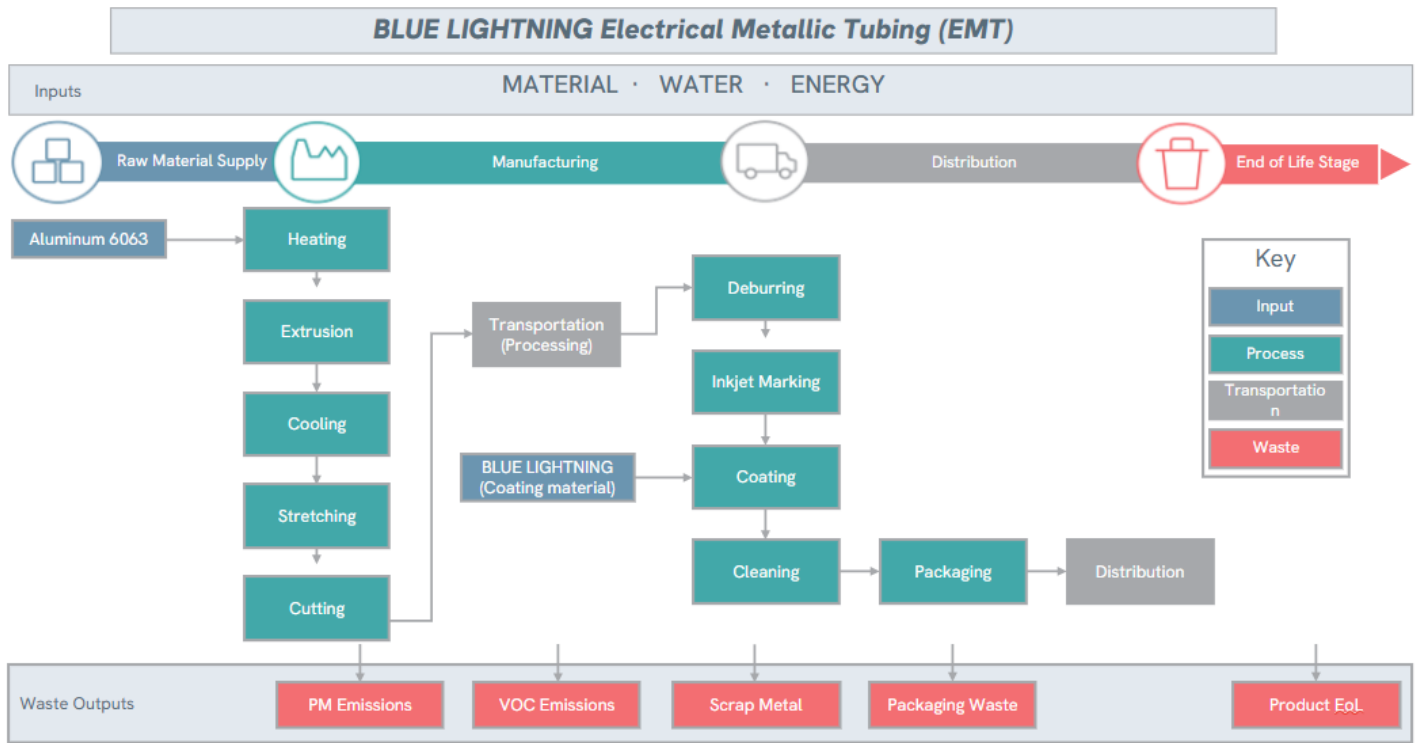 BLUE LIGHTNING Electrical Metallic Tubing (EMT)
Inputs
MATERIAL · WATER · ENERGY
Raw Material Supply
Manufacturing
Distribution
End of Life Stage
Aluminum 6063
Heating
Extrusion
Cooling
Stretching
Cutting
Transportation
(Processing)
BLUE LIGHTNING
(Coating material)
Deburring
Inkjet Marking
Coating
Cleaning
Packaging
Distribution
Key
Input
Process
Transportatio
n
Waste
Waste Outputs
PM Emissions
VOC Emissions
Scrap Metal
Packaging Waste
Product EoL